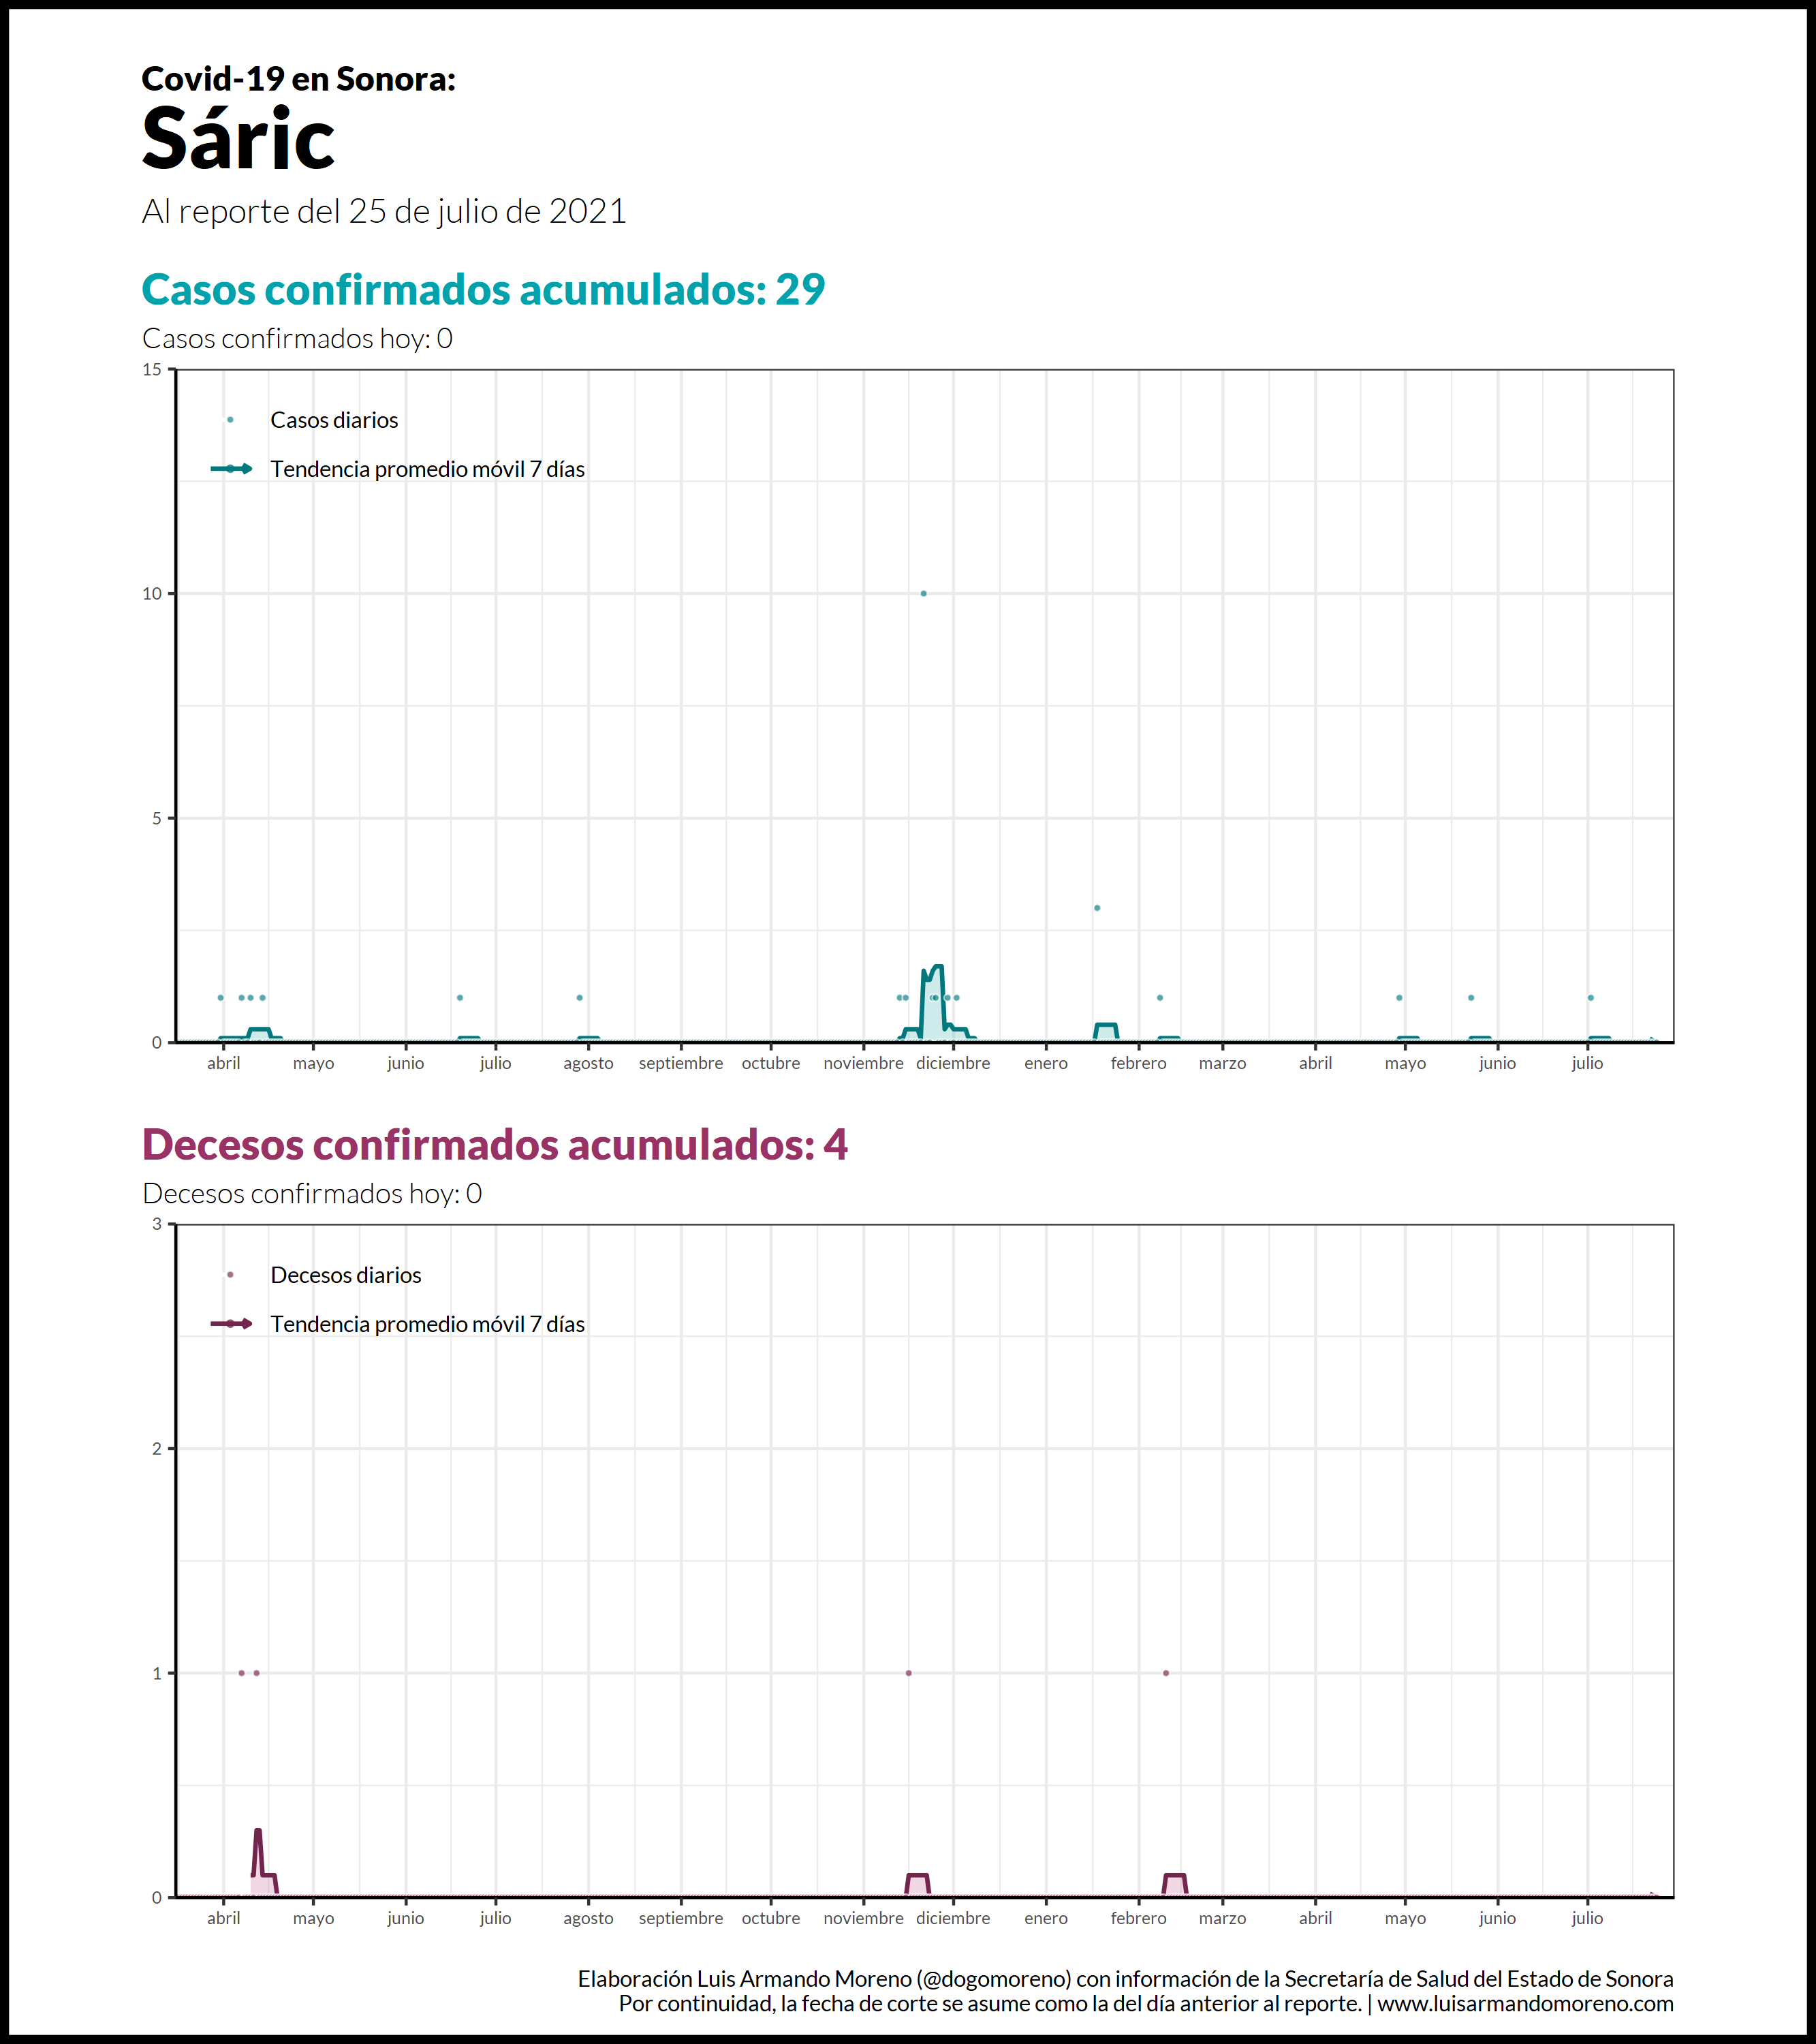 Covid-19 en Sonora:
Sáric
Al reporte del 25 de julio de 2021
Casos confirmados acumulados: 29
Casos confirmados hoy: 0
15
Casos diarios
Tendencia promedio móvil 7 días
10
5
0
abril mayo junio julio agosto septiembre octubre noviembre diciembre enero febrero marzo abril mayo junio julio
Decesos confirmados acumulados: 4
Decesos confirmados hoy: 0
3
Decesos diarios
Tendencia promedio móvil 7 días
2
1
0
abril mayo junio julio agosto septiembre octubre noviembre diciembre enero febrero marzo abril mayo junio julio
Elaboración Luis Armando Moreno (@dogomoreno) con información de la Secretaría de Salud del Estado de Sonora
Por continuidad, la fecha de corte se asume como la del día anterior al reporte. | www.luisarmandomoreno.com